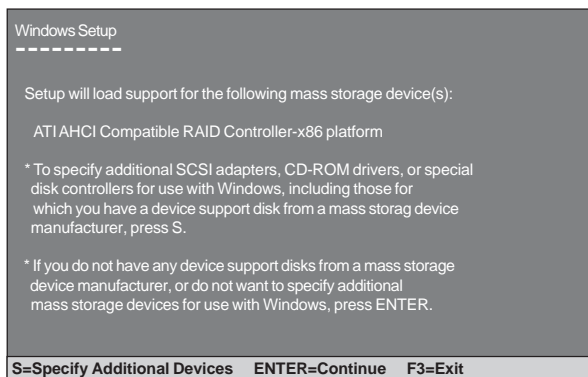 Windows Setup
Setup will load support for the following mass storage device(s):
ATI AHCI Compatible RAID Controller-x86 platform
* To specify additional SCSI adapters, CD-ROM drivers, or special
disk controllers for use with Windows, including those for
which you have a device support disk from a mass storag device
manufacturer, press S.
* If you do not have any device support disks from a mass storage
device manufacturer, or do not want to specify additional
mass storage devices for use with Windows, press ENTER.
S=Specify Additional Devices ENTER=Continue F3=Exit